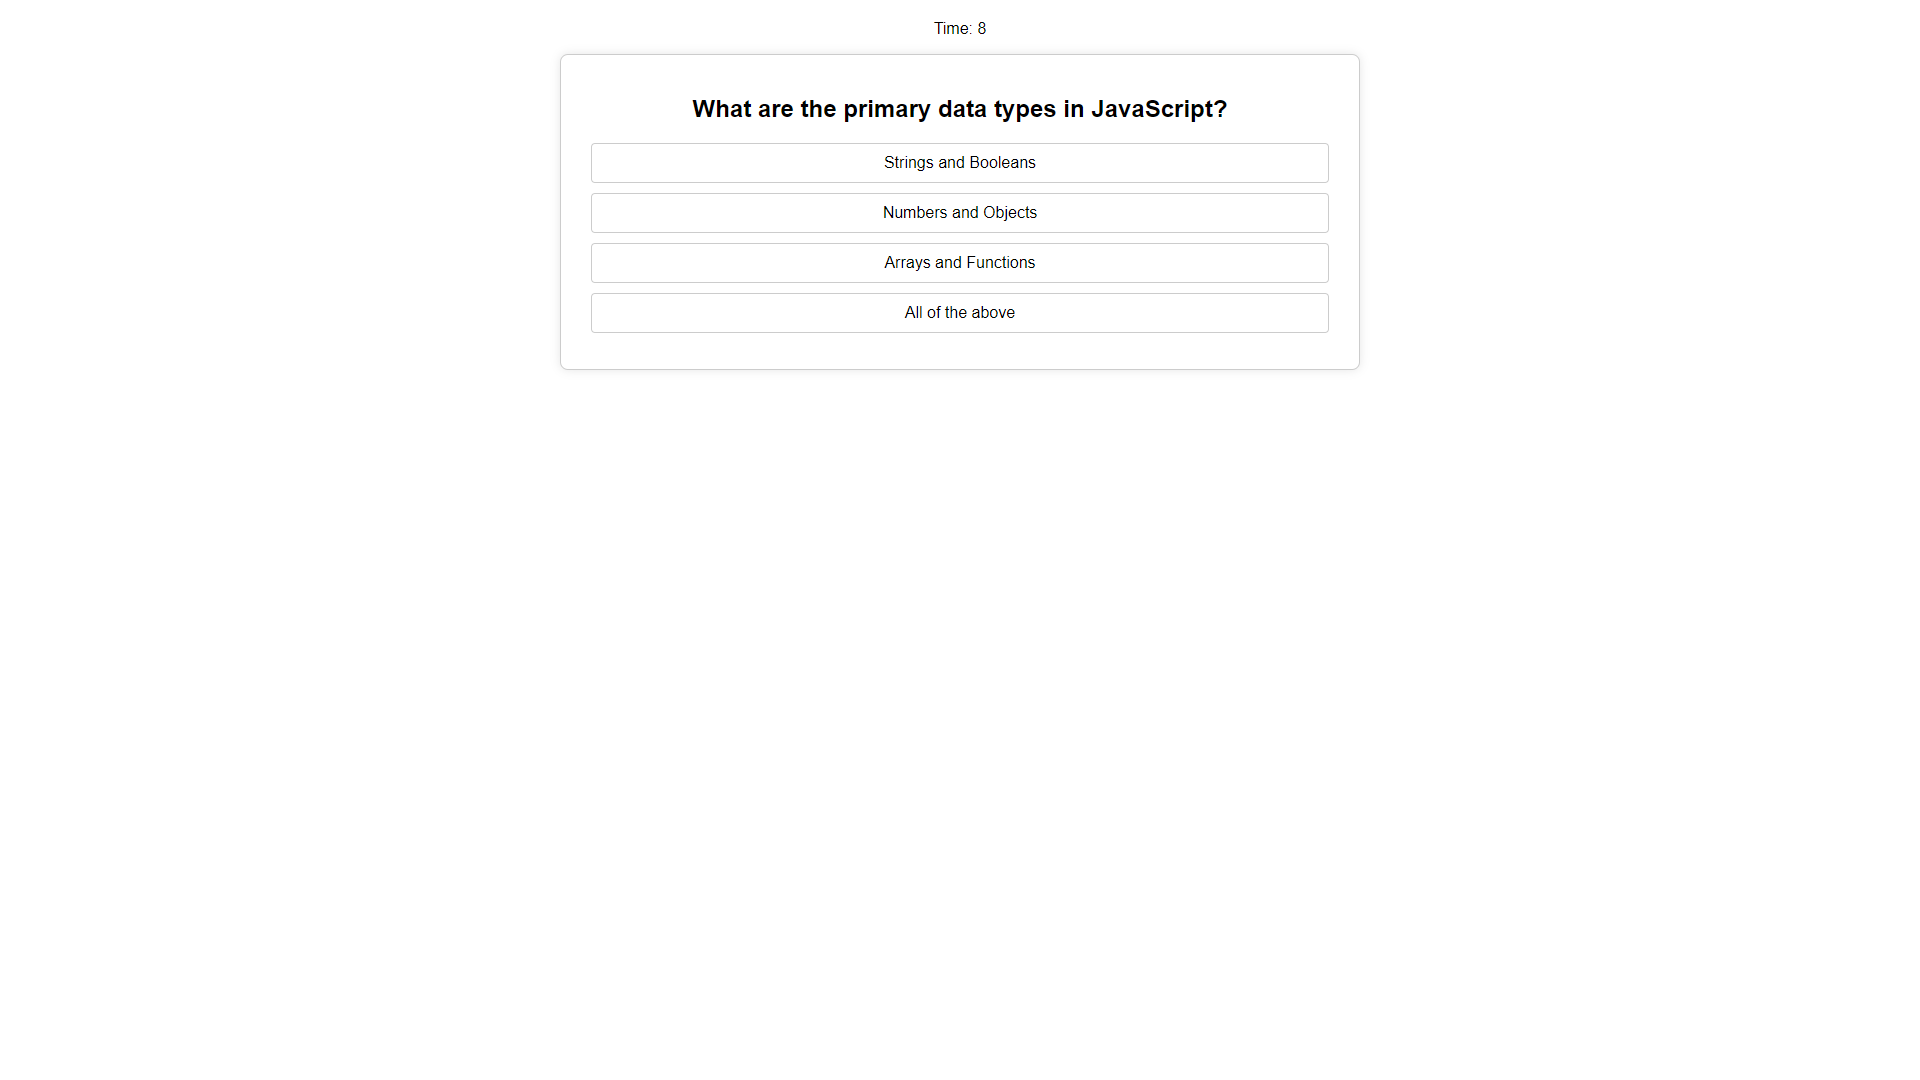 Time: 8
What are the primary data types in JavaScript?
Strings and Booleans
Numbers and Objects
Arrays and Functions
All of the above